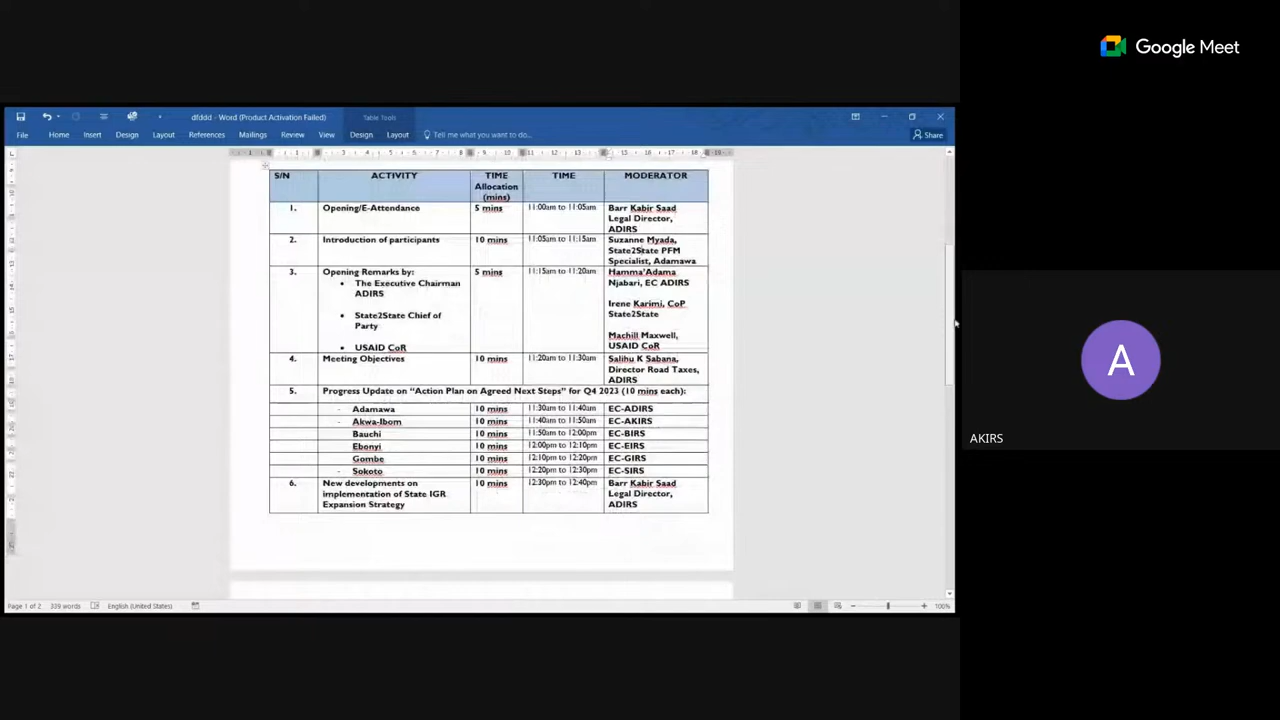 Google Meet
dfddd - Word (Product Activation Failed)
Table Tools
File Home Insert Design Layout References Mailings Review View Design Layout Tell me what you want to do...
Share
S/N ACTIVITY TIME Allocation (mins) TIME MODERATOR
1. Opening/E-Attendance 5 mins 11:00am to 11:05am Barr Kabir Saad
Legal Director,
ADIRS
2. Introduction of participants 10 mins 11:05am to 11:15am Suzanne Myada,
State2State PFM
Specialist, Adamawa
3. Opening Remarks by: 5 mins 11:15am to 11:20am Hamma'Adama
• The Executive Chairman Njabari, EC ADIRS
ADIRS
Irene Karimi, CoP
• State2State Chief of State2State
Party
Machill Maxwell,
• USAID CoR USAID CoR
4. Meeting Objectives 10 mins 11:20am to 11:30am Salihu K Sabana,
Director Road Taxes,
ADIRS
5. Progress Update on “Action Plan on Agreed Next Steps” for Q4 2023 (10 mins each):
- Adamawa 10 mins 11:30am to 11:40am EC-ADIRS
- Akwa-Ibom 10 mins 11:40am to 11:50am EC-AKIRS
Bauchi 10 mins 11:50am to 12:00pm EC-BIRS
Ebonyi 10 mins 12:00pm to 12:10pm EC-EIRS
Gombe 10 mins 12:10pm to 12:20pm EC-GIRS
- Sokoto 10 mins 12:20pm to 12:30pm EC-SIRS
6. New developments on 10 mins 12:30pm to 12:40pm Barr Kabir Saad
implementation of State IGR Legal Director,
Expansion Strategy ADIRS
Page 1 of 2 339 words English (United States) 100%
A
AKIRS